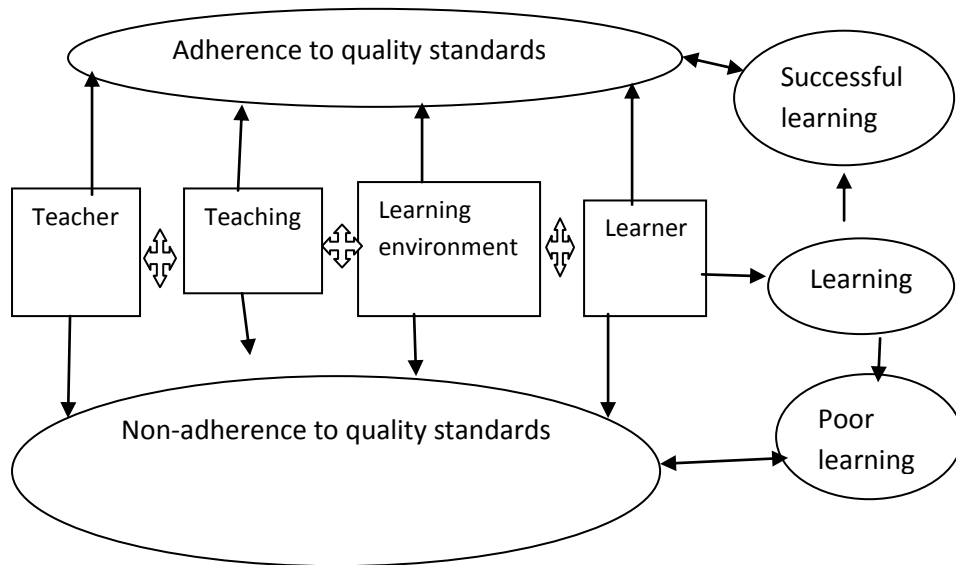 Adherence to quality standards
Successful
learning
Teacher
Teaching
Learning
environment
Learner
Learning
Non-adherence to quality standards
Poor
learning